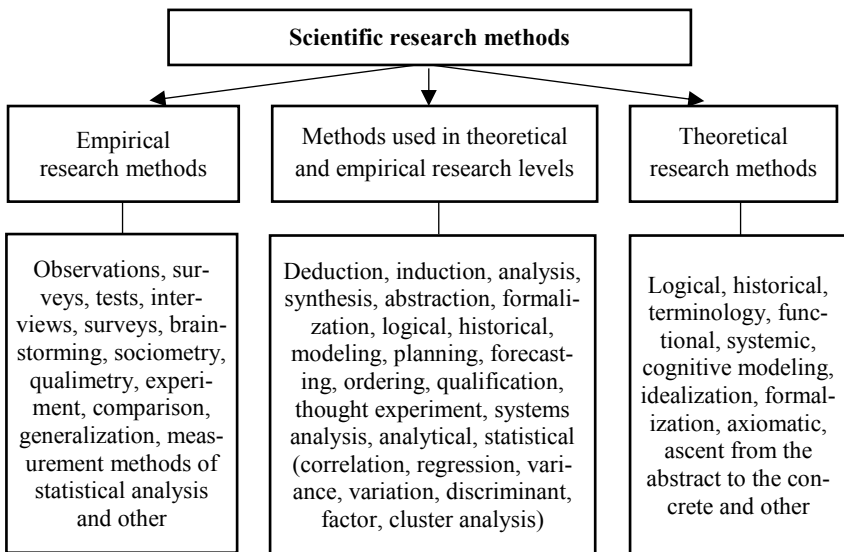 Scientific research methods
Empirical
research methods
Methods used in theoretical
and empirical research levels
Theoretical
research methods
Observations, sur-
veys, tests, inter-
views, surveys, brain-
storming, sociometry,
qualimetry, experi-
ment, comparison,
generalization, meas-
urement methods of
statistical analysis
and other
Deduction, induction, analysis,
synthesis, abstraction, formali-
zation, logical, historical,
modeling, planning, forecast-
ing, ordering, qualification,
thought experiment, systems
analysis, analytical, statistical
(correlation, regression, vari-
ance, variation, discriminant,
factor, cluster analysis)
Logical, historical,
terminology, func-
tional, systemic,
cognitive modeling,
idealization, formal-
ization, axiomatic,
ascent from the
abstract to the con-
crete and other